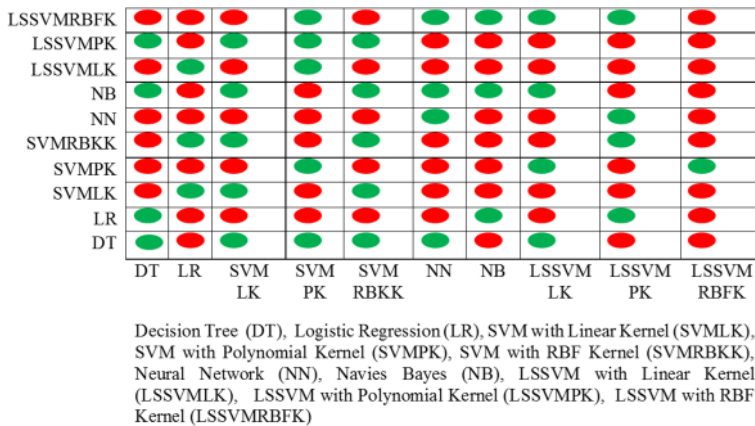 LSSVMRBFK
LSSVMPK
LSSVMLK
NB
NN
SVMRBKK
SVMPK
SVMLK
LR
DT
DT LR SVM SVM SVM NN NB LSSVM LSSVM LSSVM
LK PK RBKK LK PK RBFK
Decision Tree (DT), Logistic Regression (LR), SVM with Linear Kernel (SVMLK),
SVM with Polynomial Kernel (SVMPK), SVM with RBF Kernel (SVMRBKK),
Neural Network (NN), Navies Bayes (NB), LSSVM with Linear Kernel
(LSSVMLK), LSSVM with Polynomial Kernel (LSSVMPK), LSSVM with RBF
Kernel (LSSVMRBFK)